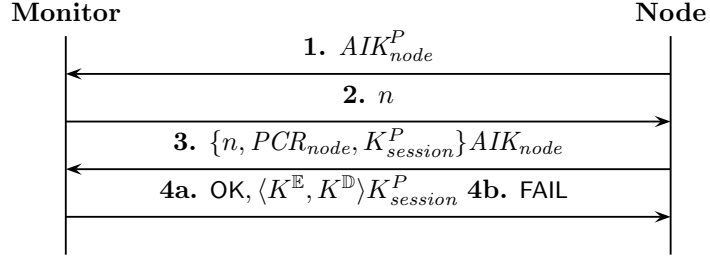 Monitor Node
1. AIK^P_node
2. n
3. {n, PCR_node, K^P_session}AIK_node
4a. OK, ⟨K^𝔼, K^𝔻⟩K^P_session 4b. FAIL